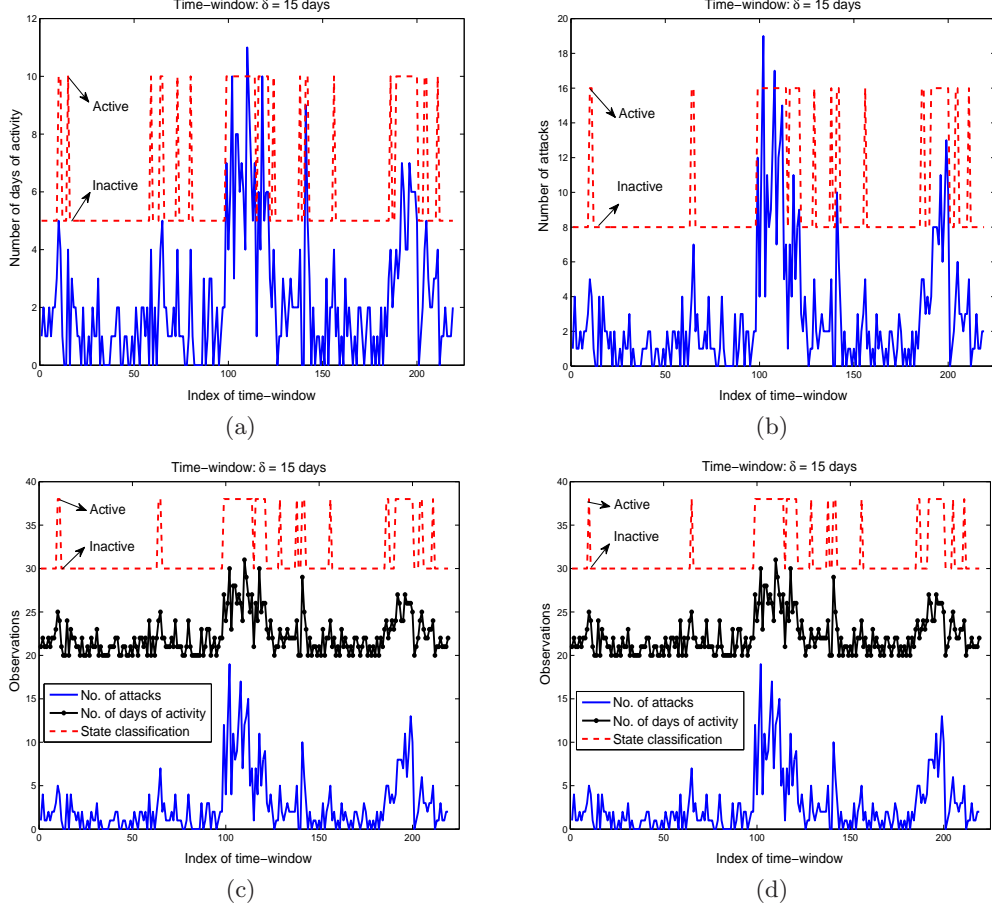 Time-window: δ = 15 days
12
10
8
6
4
2
0
Number of days of activity
Active
Inactive
0 50 100 150 200
Index of time-window
(a)
Time-window: δ = 15 days
20
18
16
14
12
10
8
6
4
2
0
Number of attacks
Active
Inactive
0 50 100 150 200
Index of time-window
(b)
Time-window: δ = 15 days
40
35
30
25
20
15
10
5
0
Observations
Active
Inactive
No. of attacks
No. of days of activity
State classification
0 50 100 150 200
Index of time-window
(c)
Time-window: δ = 15 days
40
35
30
25
20
15
10
5
0
Observations
Active
Inactive
No. of attacks
No. of days of activity
State classification
0 50 100 150 200
Index of time-window
(d)